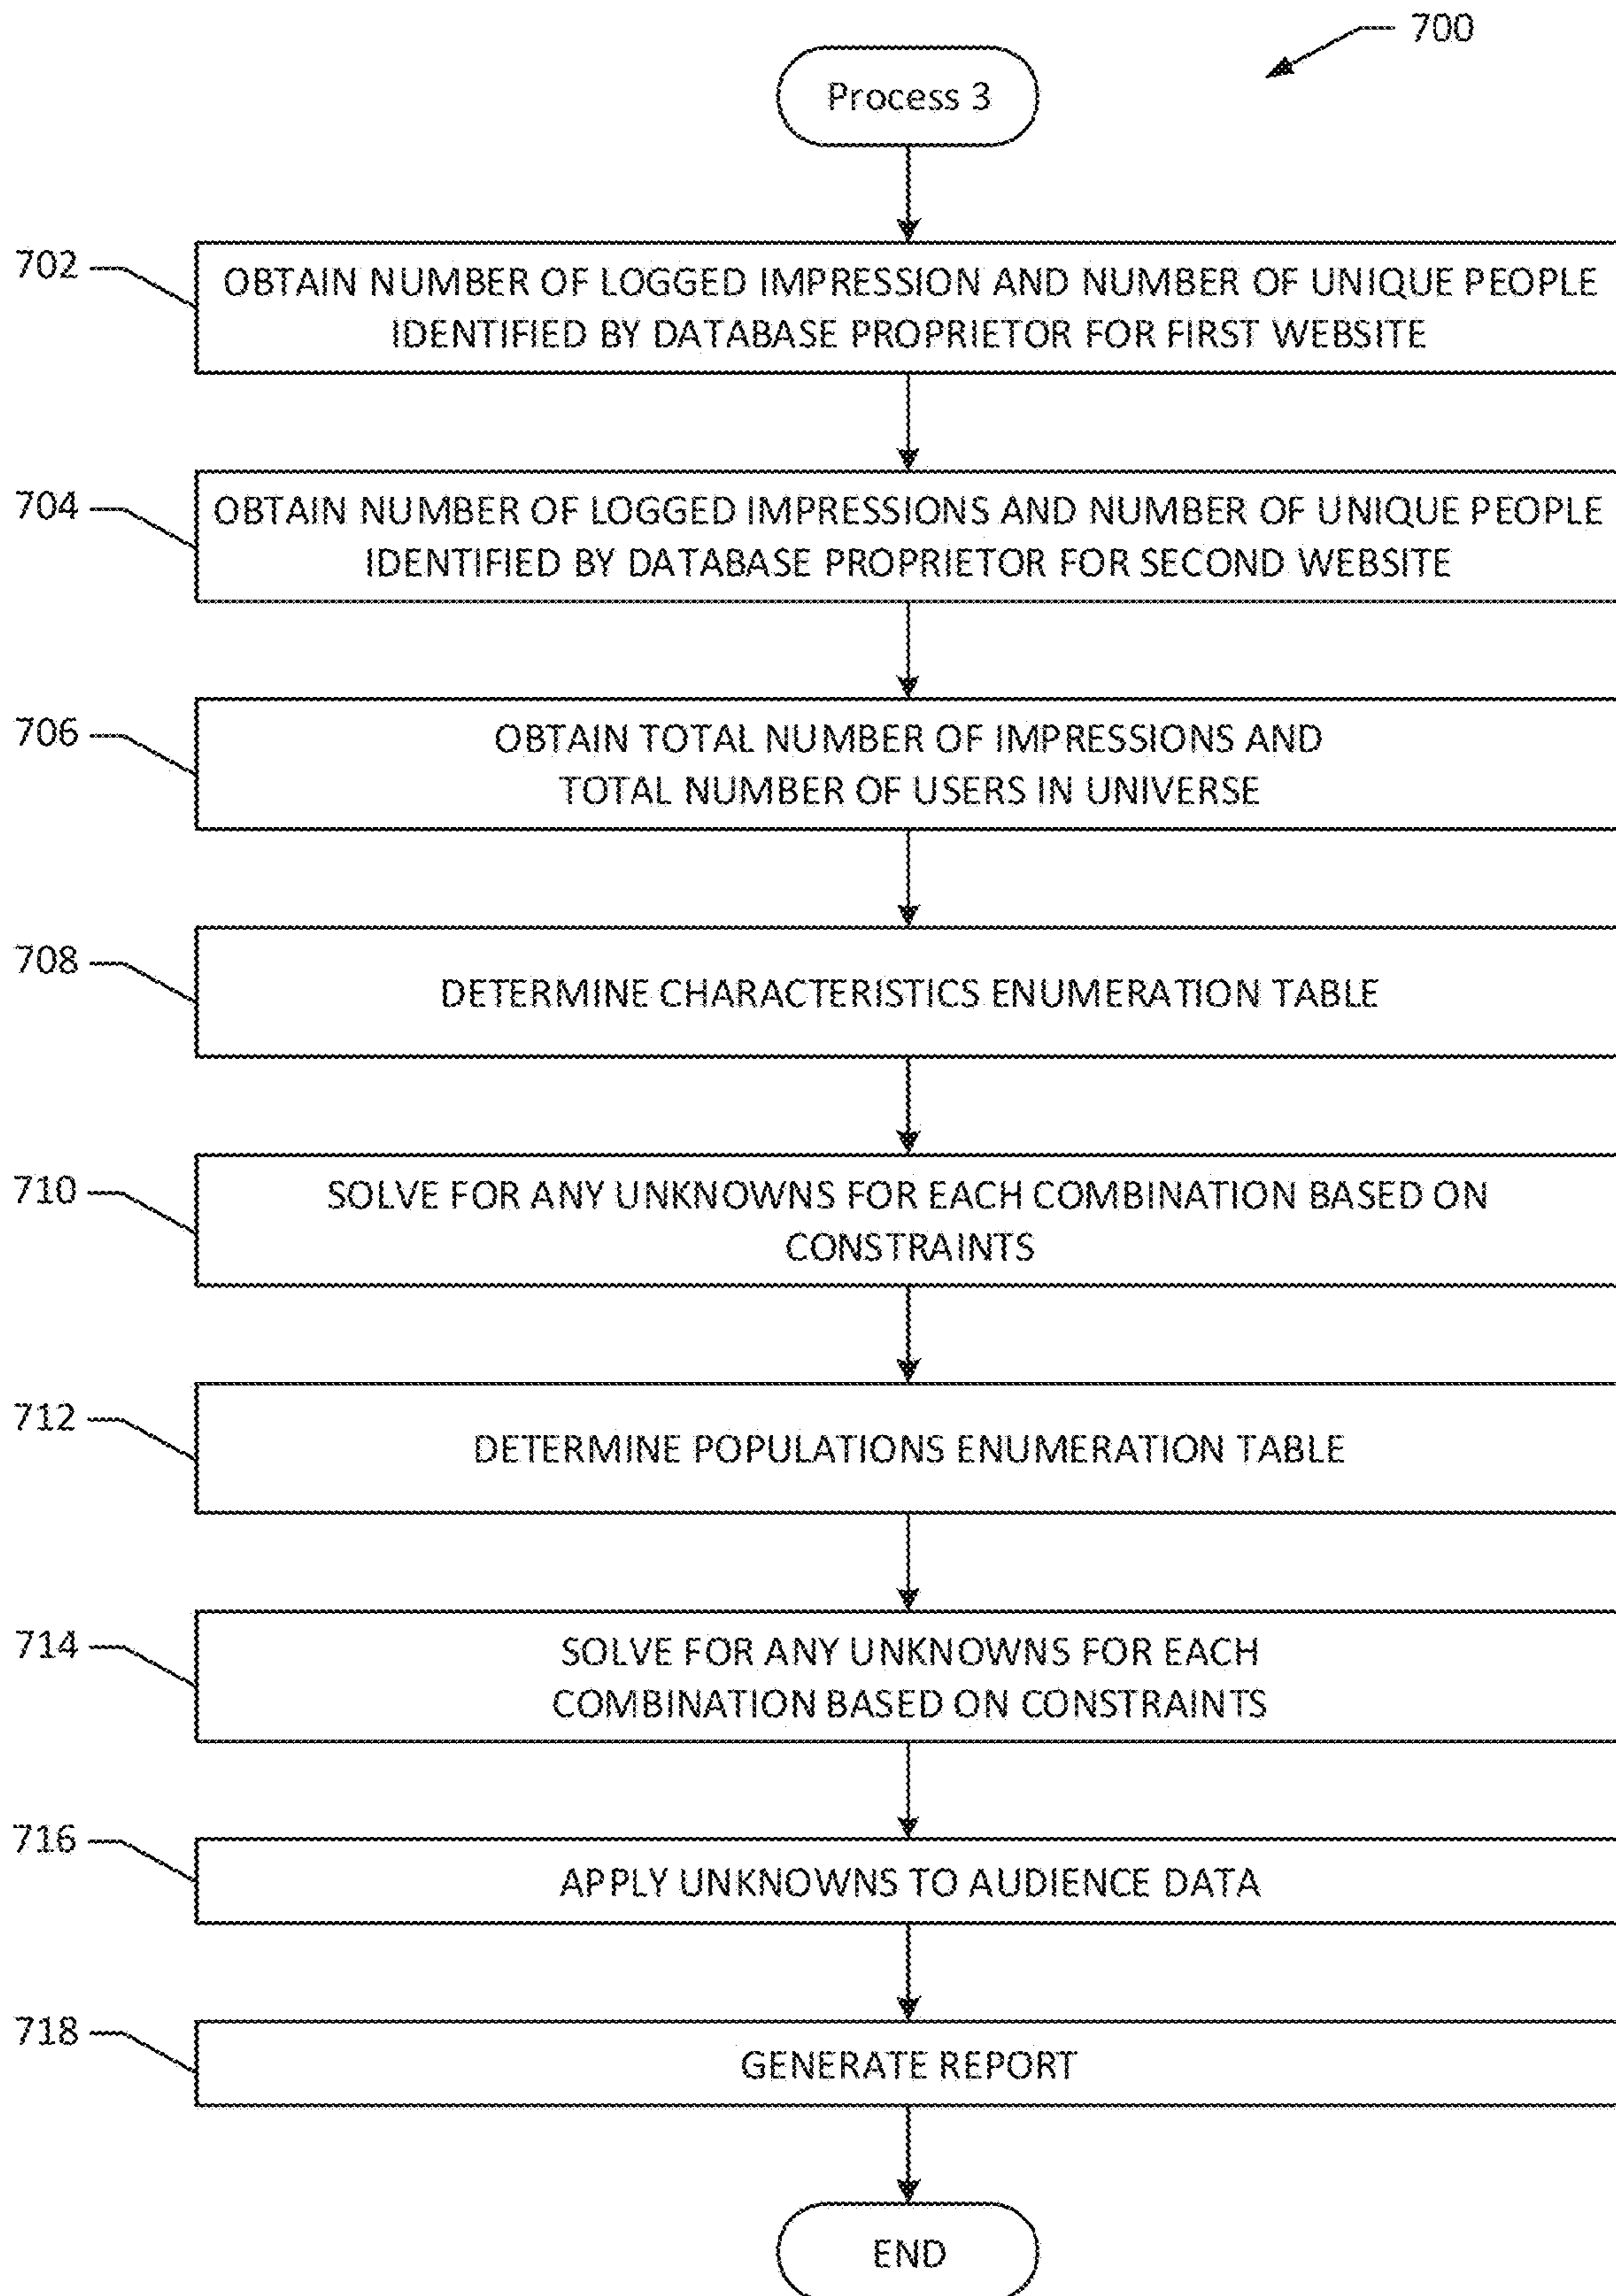 700
Process 3
702
OBTAIN NUMBER OF LOGGED IMPRESSION AND NUMBER OF UNIQUE PEOPLE
IDENTIFIED BY DATABASE PROPRIETOR FOR FIRST WEBSITE
704
OBTAIN NUMBER OF LOGGED IMPRESSIONS AND NUMBER OF UNIQUE PEOPLE
IDENTIFIED BY DATABASE PROPRIETOR FOR SECOND WEBSITE
706
OBTAIN TOTAL NUMBER OF IMPRESSIONS AND
TOTAL NUMBER OF USERS IN UNIVERSE
708
DETERMINE CHARACTERISTICS ENUMERATION TABLE
710
SOLVE FOR ANY UNKNOWNS FOR EACH COMBINATION BASED ON
CONSTRAINTS
712
DETERMINE POPULATIONS ENUMERATION TABLE
714
SOLVE FOR ANY UNKNOWNS FOR EACH
COMBINATION BASED ON CONSTRAINTS
716
APPLY UNKNOWNS TO AUDIENCE DATA
718
GENERATE REPORT
END